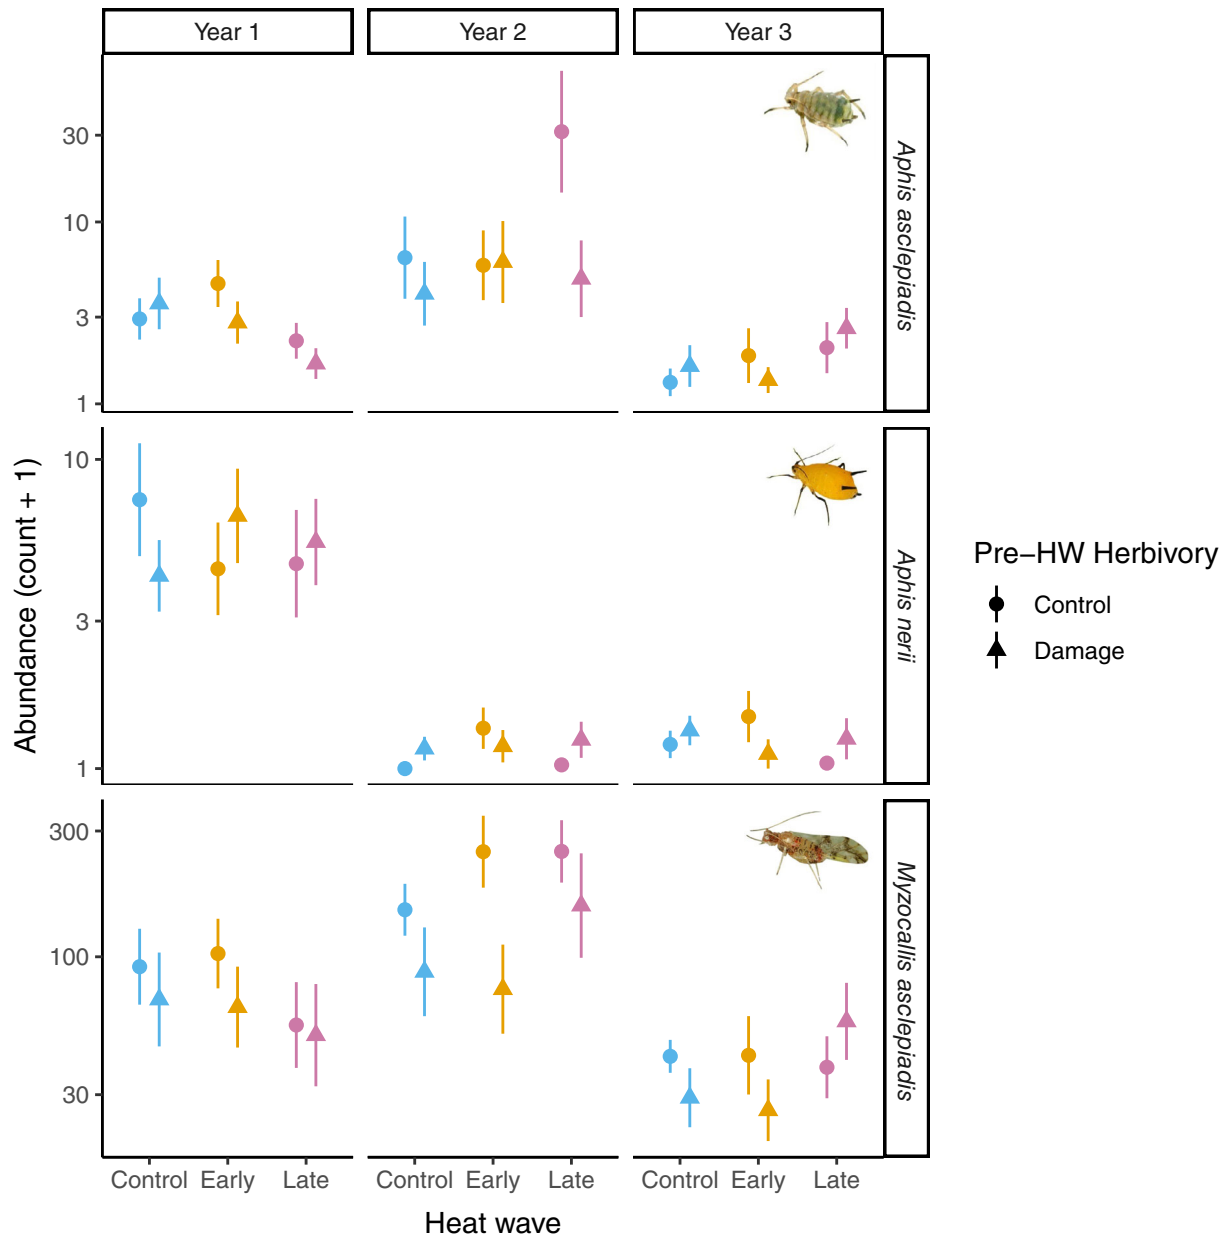 Year 1
Year 2
Year 3
30
10
3
1
Aphis asclepiadis
10
3
1
Aphis nerii
300
100
30
Myzocallis asclepiadis
Abundance (count + 1)
Control Early Late
Control Early Late
Control Early Late
Heat wave
Pre−HW Herbivory
Control
Damage